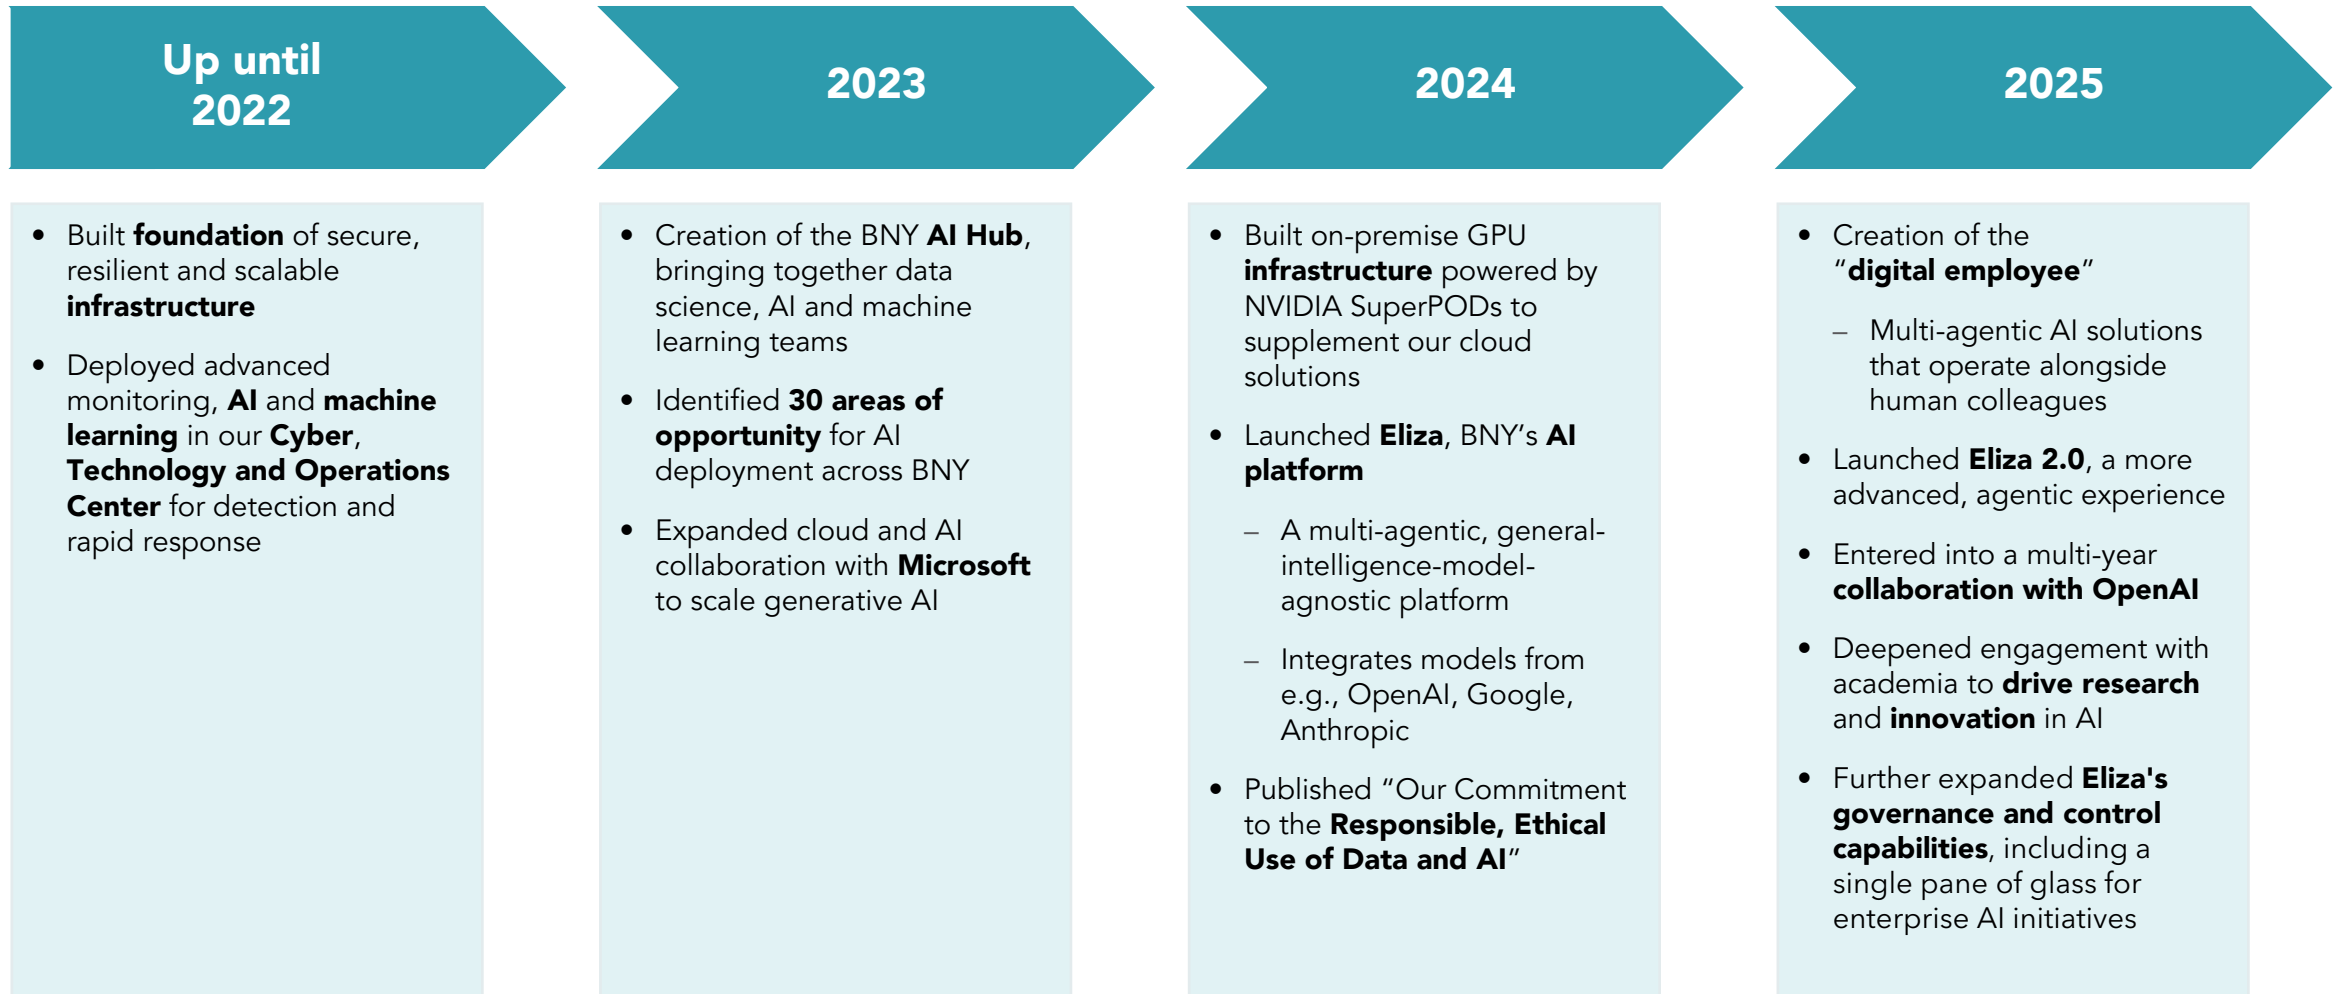 Up until
2022
• Built foundation of secure,
resilient and scalable
infrastructure
• Deployed advanced
monitoring, AI and machine
learning in our Cyber,
Technology and Operations
Center for detection and
rapid response
2023
• Creation of the BNY AI Hub,
bringing together data
science, AI and machine
learning teams
• Identified 30 areas of
opportunity for AI
deployment across BNY
• Expanded cloud and AI
collaboration with Microsoft
to scale generative AI
2024
• Built on-premise GPU
infrastructure powered by
NVIDIA SuperPODs to
supplement our cloud
solutions
• Launched Eliza, BNY’s AI
platform
– A multi-agentic, general-
intelligence-model-
agnostic platform
– Integrates models from
e.g., OpenAI, Google,
Anthropic
• Published “Our Commitment
to the Responsible, Ethical
Use of Data and AI”
2025
• Creation of the
“digital employee”
– Multi-agentic AI solutions
that operate alongside
human colleagues
• Launched Eliza 2.0, a more
advanced, agentic experience
• Entered into a multi-year
collaboration with OpenAI
• Deepened engagement with
academia to drive research
and innovation in AI
• Further expanded Eliza's
governance and control
capabilities, including a
single pane of glass for
enterprise AI initiatives